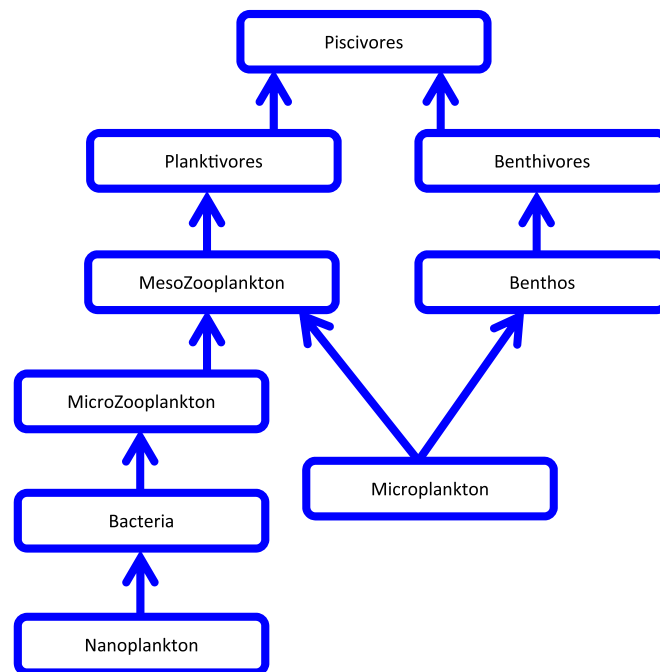 Piscivores
Planktivores
Benthivores
MesoZooplankton
Benthos
MicroZooplankton
Microplankton
Bacteria
Nanoplankton